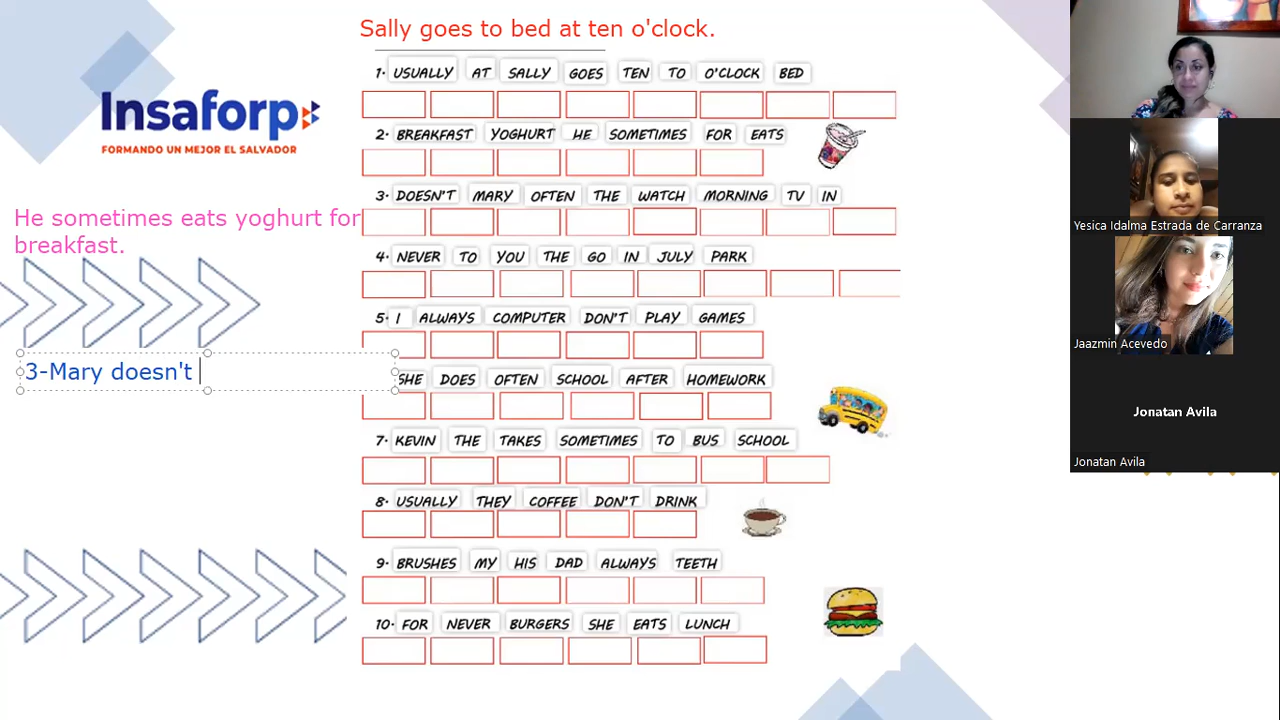 Sally goes to bed at ten o'clock.
1. USUALLY AT SALLY GOES TEN TO O'CLOCK BED
Insaforp
FORMANDO UN MEJOR EL SALVADOR
2. BREAKFAST YOGHURT HE SOMETIMES FOR EATS
3. DOESN'T MARY OFTEN THE WATCH MORNING TV IN
He sometimes eats yoghurt for
breakfast.
4. NEVER TO YOU THE GO IN JULY PARK
5. I ALWAYS COMPUTER DON'T PLAY GAMES
3-Mary doesn't
SHE DOES OFTEN SCHOOL AFTER HOMEWORK
7. KEVIN THE TAKES SOMETIMES TO BUS SCHOOL
8. USUALLY THEY COFFEE DON'T DRINK
9. BRUSHES MY HIS DAD ALWAYS TEETH
10. FOR NEVER BURGERS SHE EATS LUNCH
Yesica Idalma Estrada de Carranza
Jaazmin Acevedo
Jonatan Avila
Jonatan Avila